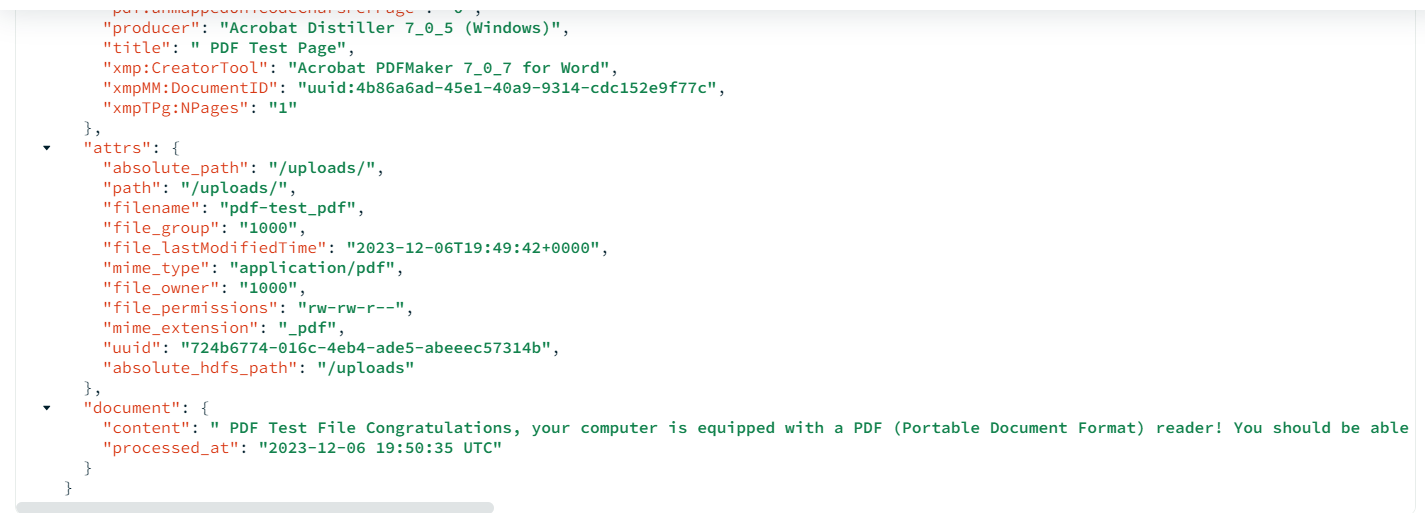 "producer": "Acrobat Distiller 7_0_5 (Windows)",
"title": " PDF Test Page",
"xmp:CreatorTool": "Acrobat PDFMaker 7_0_7 for Word",
"xmpMM:DocumentID": "uuid:4b86a6ad-45e1-40a9-9314-cdc152e9f77c",
"xmpTPg:NPages": "1"
},
"attrs": {
"absolute_path": "/uploads/",
"path": "/uploads/",
"filename": "pdf-test_pdf",
"file_group": "1000",
"file_lastModifiedTime": "2023-12-06T19:49:42+0000",
"mime_type": "application/pdf",
"file_owner": "1000",
"file_permissions": "rw-rw-r--",
"mime_extension": "_pdf",
"uuid": "724b6774-016c-4eb4-ade5-abeeec57314b",
"absolute_hdfs_path": "/uploads"
},
"document": {
"content": " PDF Test File Congratulations, your computer is equipped with a PDF (Portable Document Format) reader! You should be able
"processed_at": "2023-12-06 19:50:35 UTC"
}
}